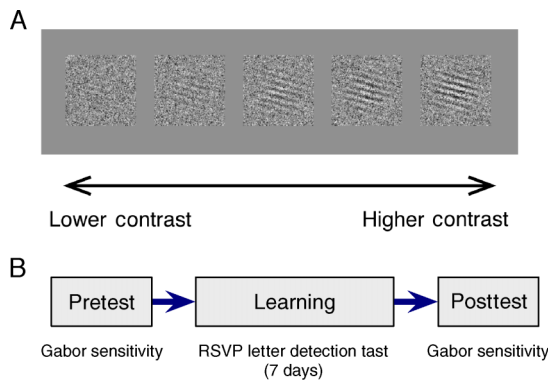 A
Lower contrast Higher contrast
B
Pretest Learning Posttest
Gabor sensitivity RSVP letter detection tast Gabor sensitivity
(7 days)